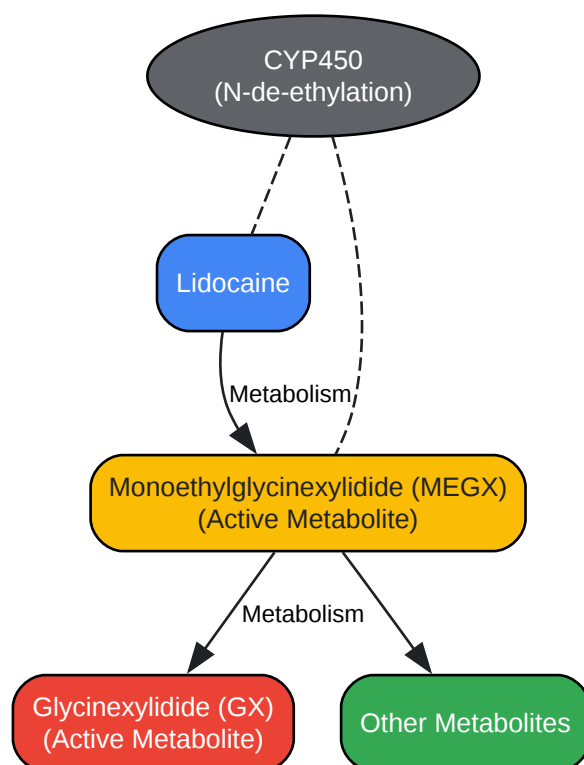 CYP450
(N-de-ethylation)
Lidocaine
Metabolism
Monoethylglycinexylidide (MEGX)
(Active Metabolite)
Metabolism
Glycinexylidide (GX)
(Active Metabolite)
Other Metabolites